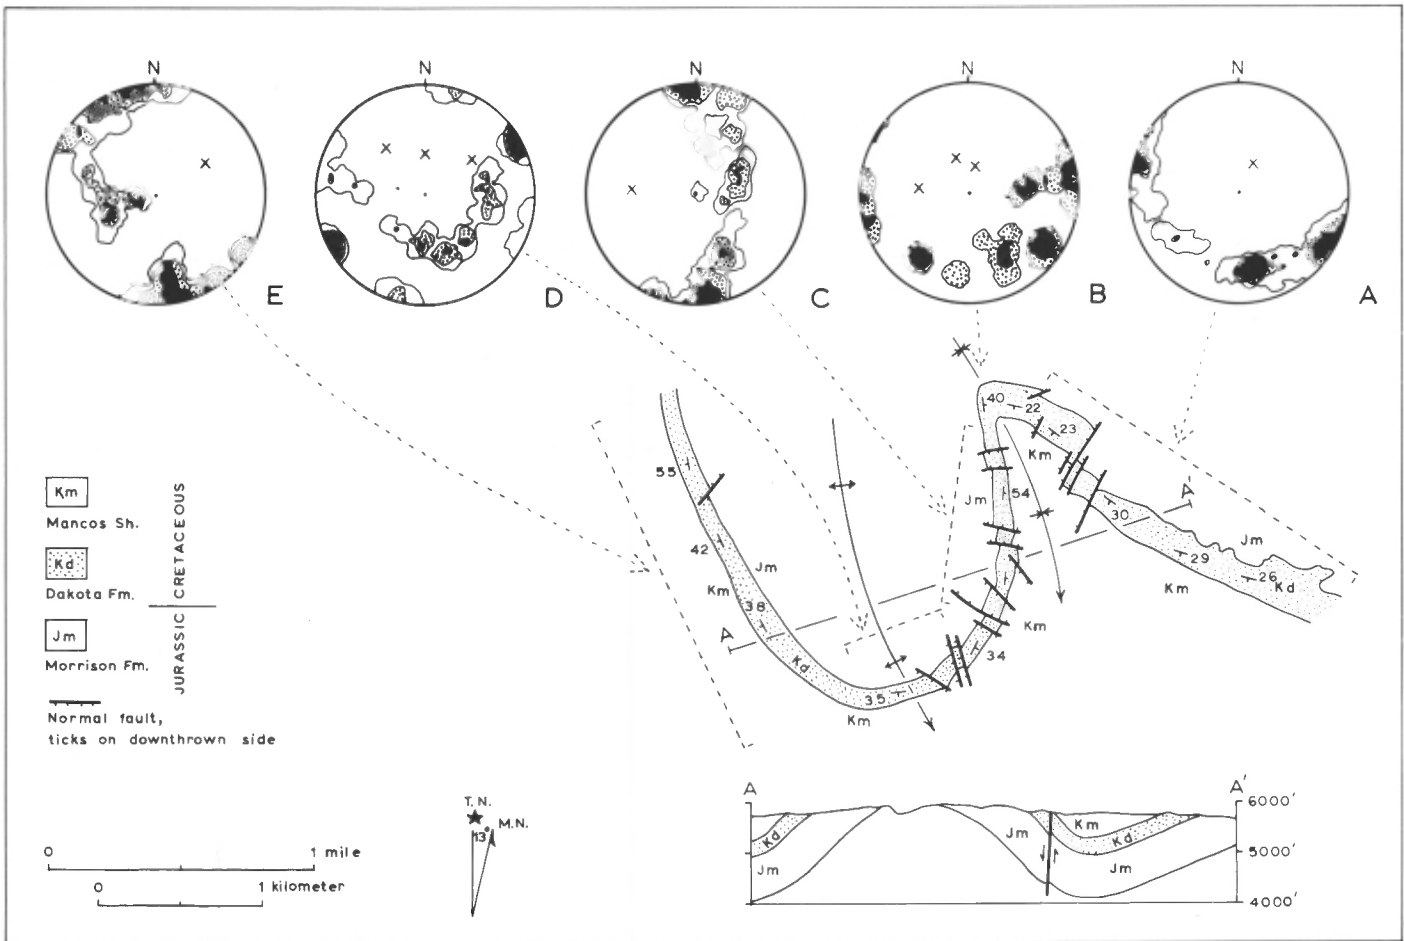 N
N
N
N
N
E
D
C
B
A
40
22
23
Km
55
54
Jm
30
A'
42
Jm
Km
38
Jm
29
26
Kd
Km
A
Kd
Km
34
35
Km
Km
Mancos Sh.
Kd
Dakota Fm.
Jm
Morrison Fm.
JURASSIC
CRETACEOUS
Normal fault,
ticks on downthrown side
0
1 mile
0
1 kilometer
T. N.
M.N.
13°
A
A'
6000'
5000'
4000'
Kd
Jm
Jm
Km
Kd
Jm